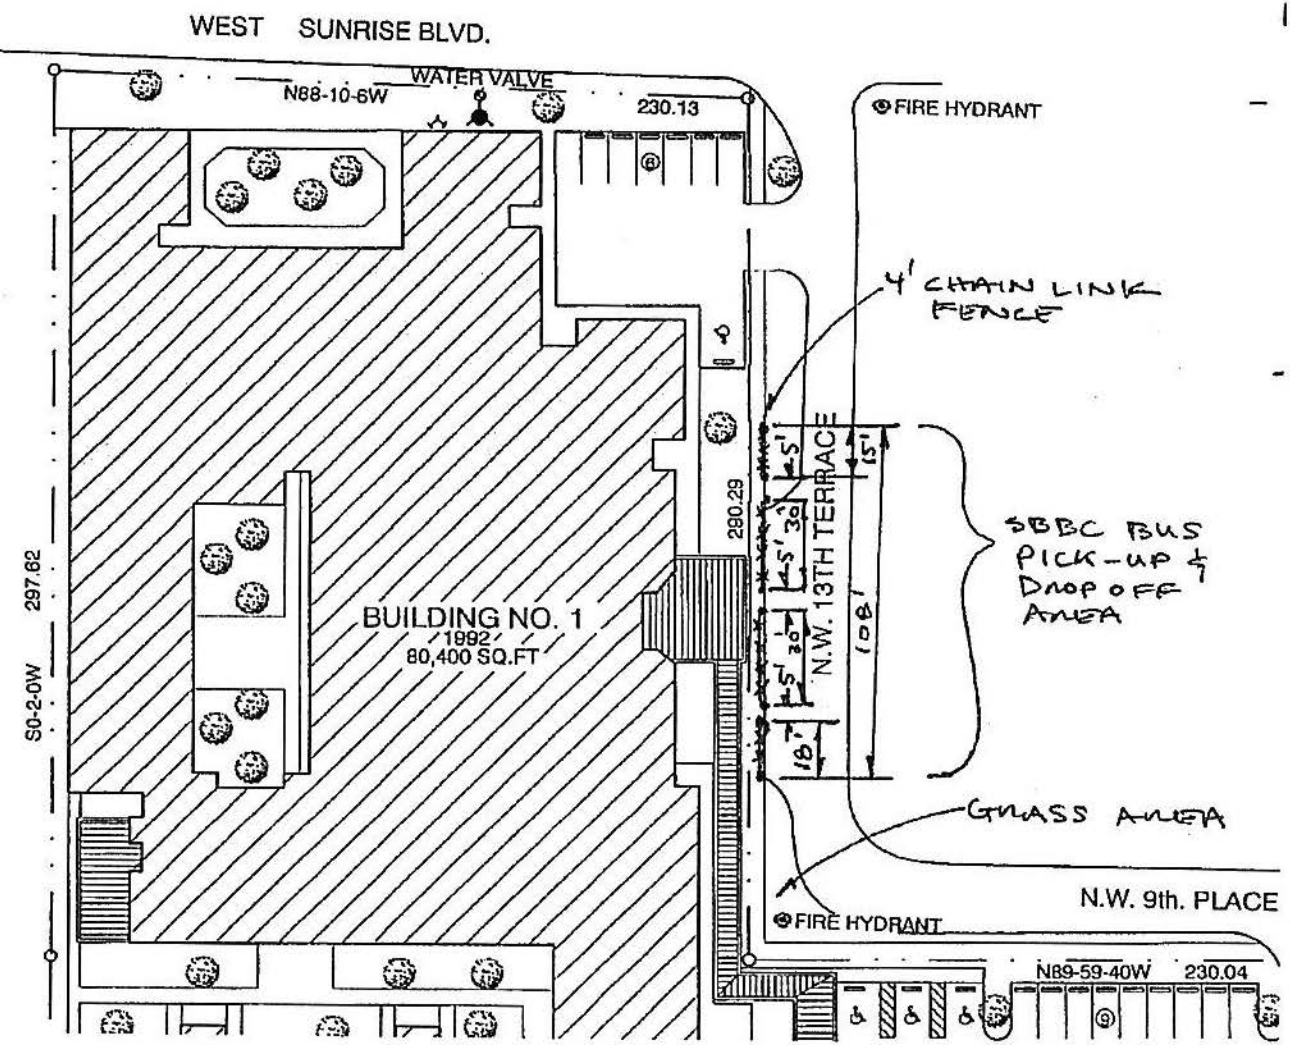 WEST SUNRISE BLVD.
WATER VALVE
N88-10-6W
230.13
FIRE HYDRANT
6
4' CHAIN LINK
FENCE
290.29
N.W. 13TH TERRACE
5'
15'
5'
30'
5'
30'
18'
108'
SBBC BUS
PICK-UP &
DROP OFF
AREA
297.62
S0-2-0W
BUILDING NO. 1
1992
80,400 SQ.FT
GRASS AREA
N.W. 9th. PLACE
FIRE HYDRANT
N89-59-40W
230.04
9